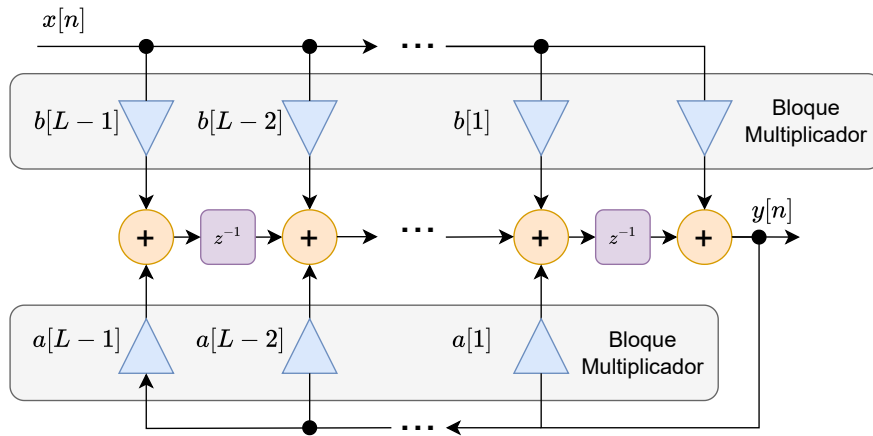 x[n]
...
b[L − 1]
b[L − 2]
b[1]
Bloque
Multiplicador
y[n]
+
z⁻¹
+
...
+
z⁻¹
+
a[L − 1]
a[L − 2]
a[1]
Bloque
Multiplicador
...